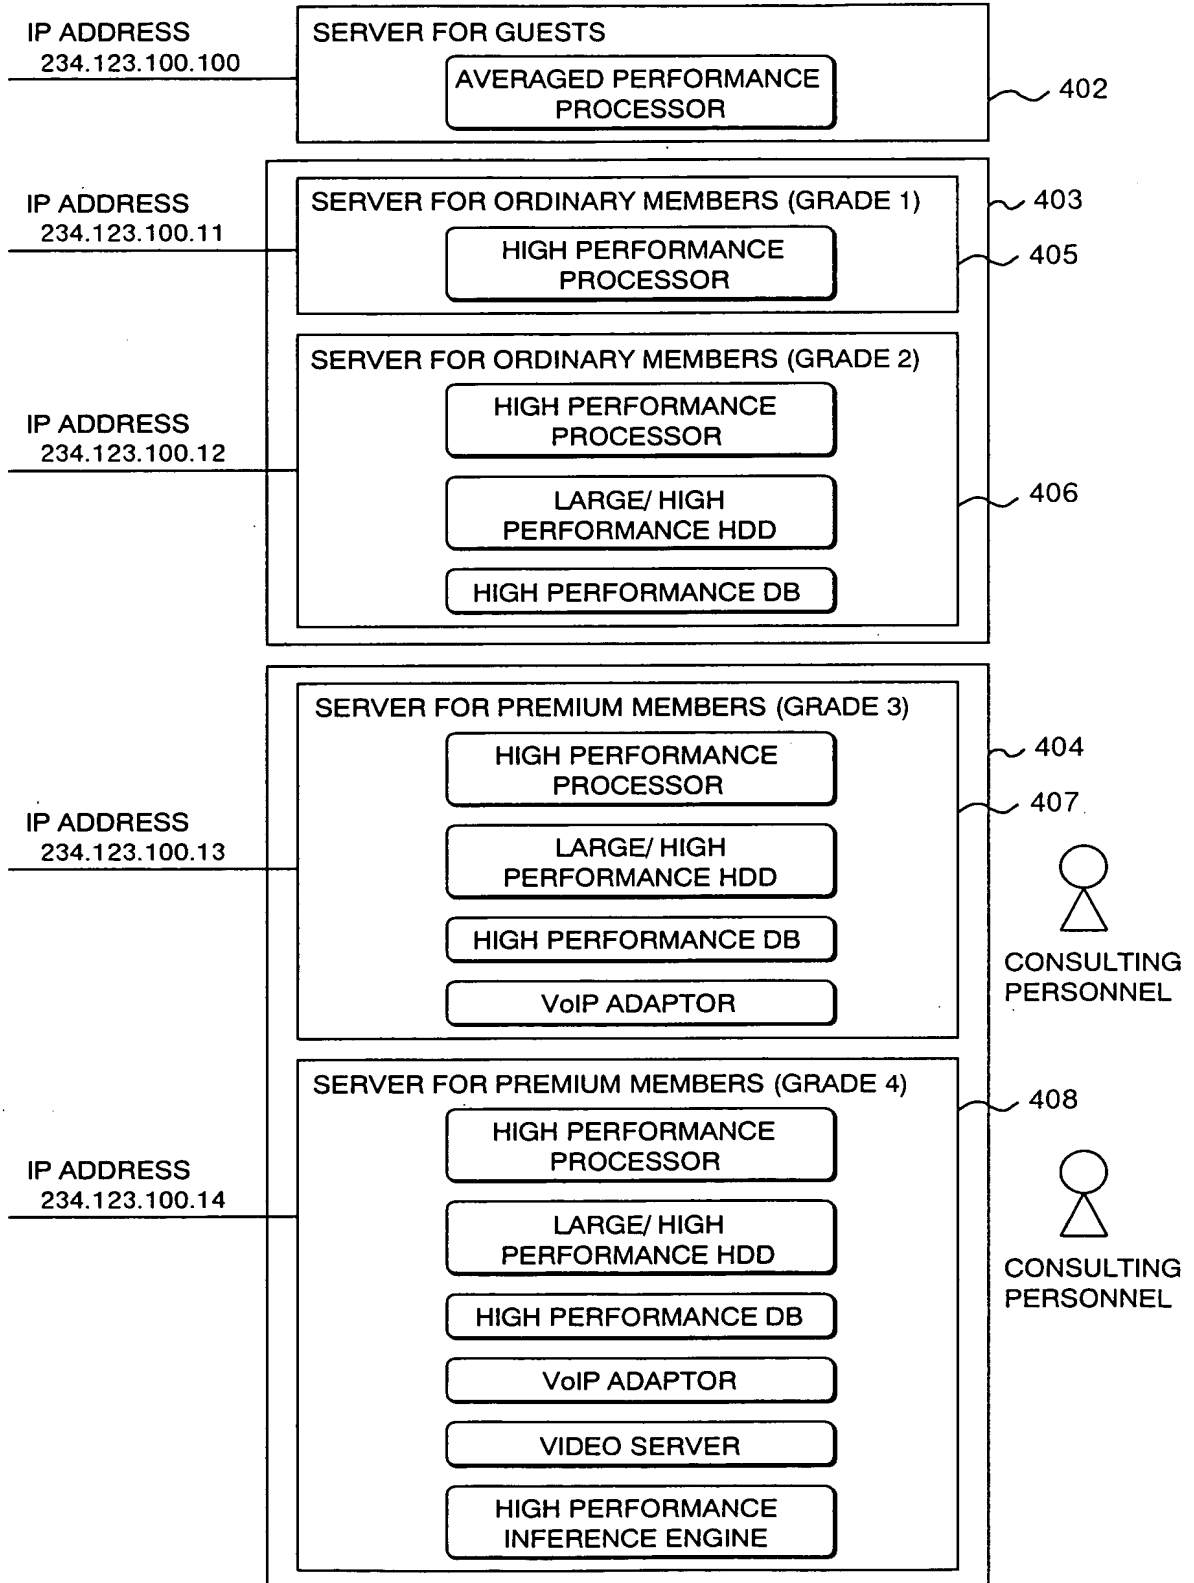 IP ADDRESS
234.123.100.100
SERVER FOR GUESTS
AVERAGED PERFORMANCE
PROCESSOR
402
IP ADDRESS
234.123.100.11
SERVER FOR ORDINARY MEMBERS (GRADE 1)
HIGH PERFORMANCE
PROCESSOR
403
405
SERVER FOR ORDINARY MEMBERS (GRADE 2)
IP ADDRESS
234.123.100.12
HIGH PERFORMANCE
PROCESSOR
LARGE/ HIGH
PERFORMANCE HDD
HIGH PERFORMANCE DB
406
SERVER FOR PREMIUM MEMBERS (GRADE 3)
IP ADDRESS
234.123.100.13
HIGH PERFORMANCE
PROCESSOR
LARGE/ HIGH
PERFORMANCE HDD
HIGH PERFORMANCE DB
VoIP ADAPTOR
404
407
CONSULTING
PERSONNEL
SERVER FOR PREMIUM MEMBERS (GRADE 4)
IP ADDRESS
234.123.100.14
HIGH PERFORMANCE
PROCESSOR
LARGE/ HIGH
PERFORMANCE HDD
HIGH PERFORMANCE DB
VoIP ADAPTOR
VIDEO SERVER
HIGH PERFORMANCE
INFERENCE ENGINE
408
CONSULTING
PERSONNEL